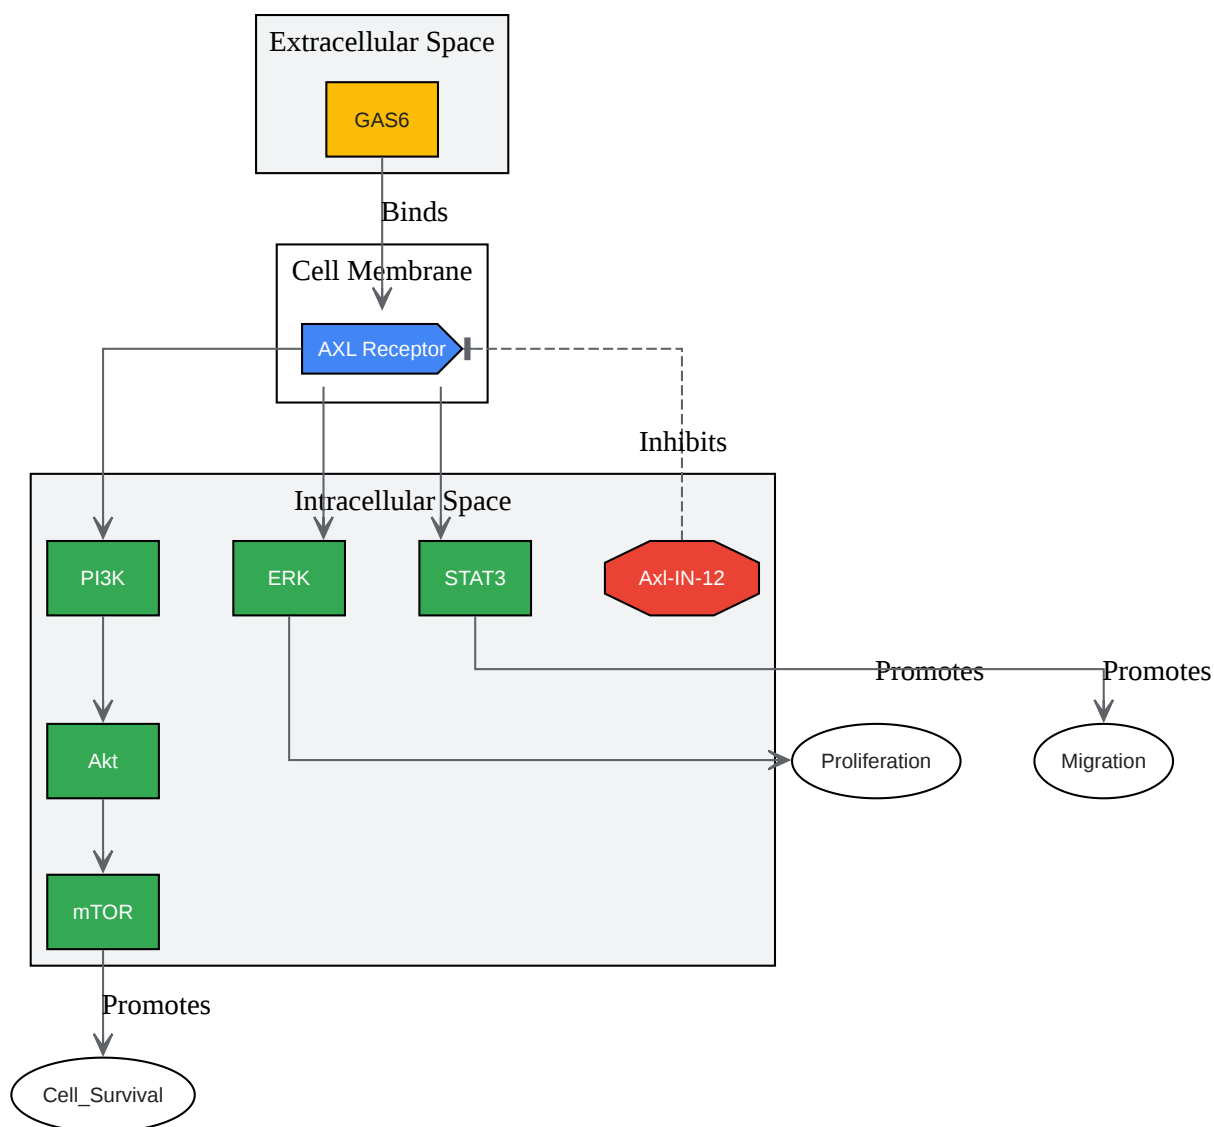 Extracellular Space
GAS6
Binds
Cell Membrane
AXL Receptor
Inhibits
Intracellular Space
PI3K
ERK
STAT3
Axl-IN-12
Promotes
Promotes
Akt
Proliferation
Migration
mTOR
Promotes
Cell_Survival